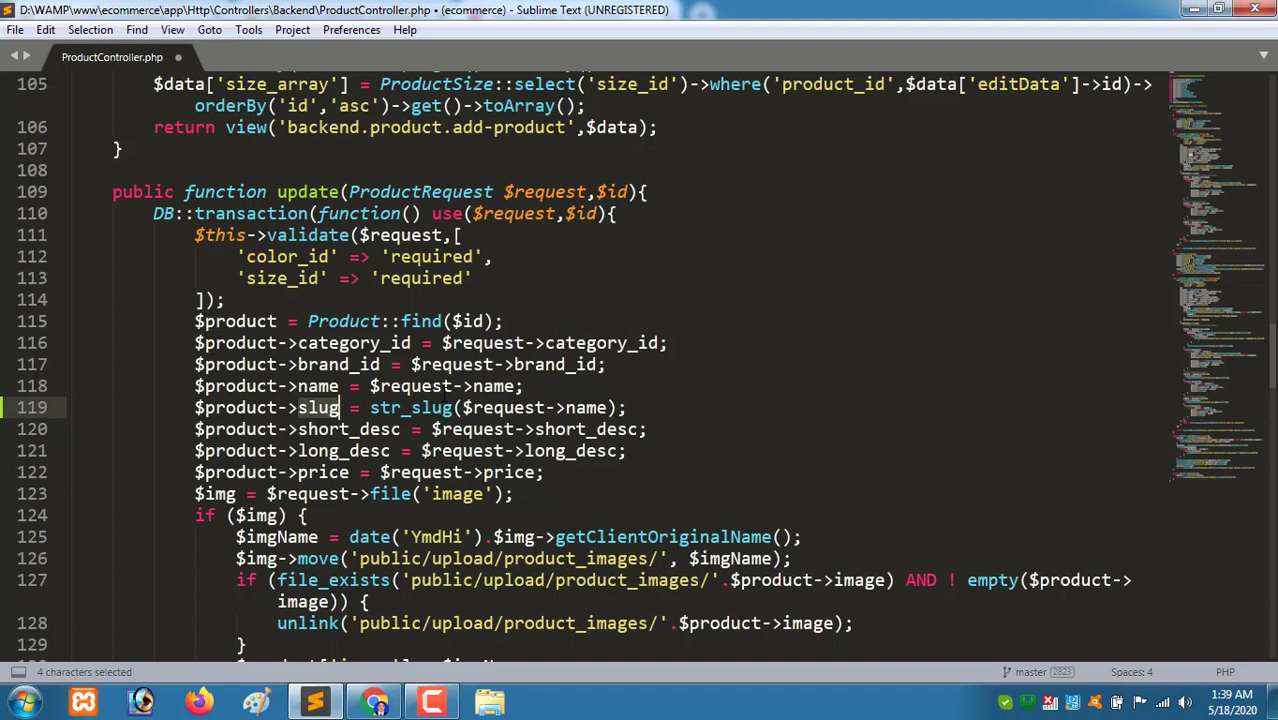 D:\WAMP\www\ecommerce\app\Http\Controllers\Backend\ProductController.php • (ecommerce) - Sublime Text (UNREGISTERED)
File Edit Selection Find View Goto Tools Project Preferences Help
ProductController.php
105 $data['size_array'] = ProductSize::select('size_id')->where('product_id',$data['editData']->id)->
orderBy('id','asc')->get()->toArray();
106 return view('backend.product.add-product',$data);
107 }
108
109 public function update(ProductRequest $request,$id){
110 DB::transaction(function() use($request,$id){
111 $this->validate($request,[
112 'color_id' => 'required',
113 'size_id' => 'required'
114 ]);
115 $product = Product::find($id);
116 $product->category_id = $request->category_id;
117 $product->brand_id = $request->brand_id;
118 $product->name = $request->name;
119 $product->slug = str_slug($request->name);
120 $product->short_desc = $request->short_desc;
121 $product->long_desc = $request->long_desc;
122 $product->price = $request->price;
123 $img = $request->file('image');
124 if ($img) {
125 $imgName = date('YmdHi').$img->getClientOriginalName();
126 $img->move('public/upload/product_images/', $imgName);
127 if (file_exists('public/upload/product_images/'.$product->image) AND ! empty($product->
image)) {
128 unlink('public/upload/product_images/'.$product->image);
129 }
4 characters selected master 2823 Spaces: 4 PHP
1:39 AM
5/18/2020